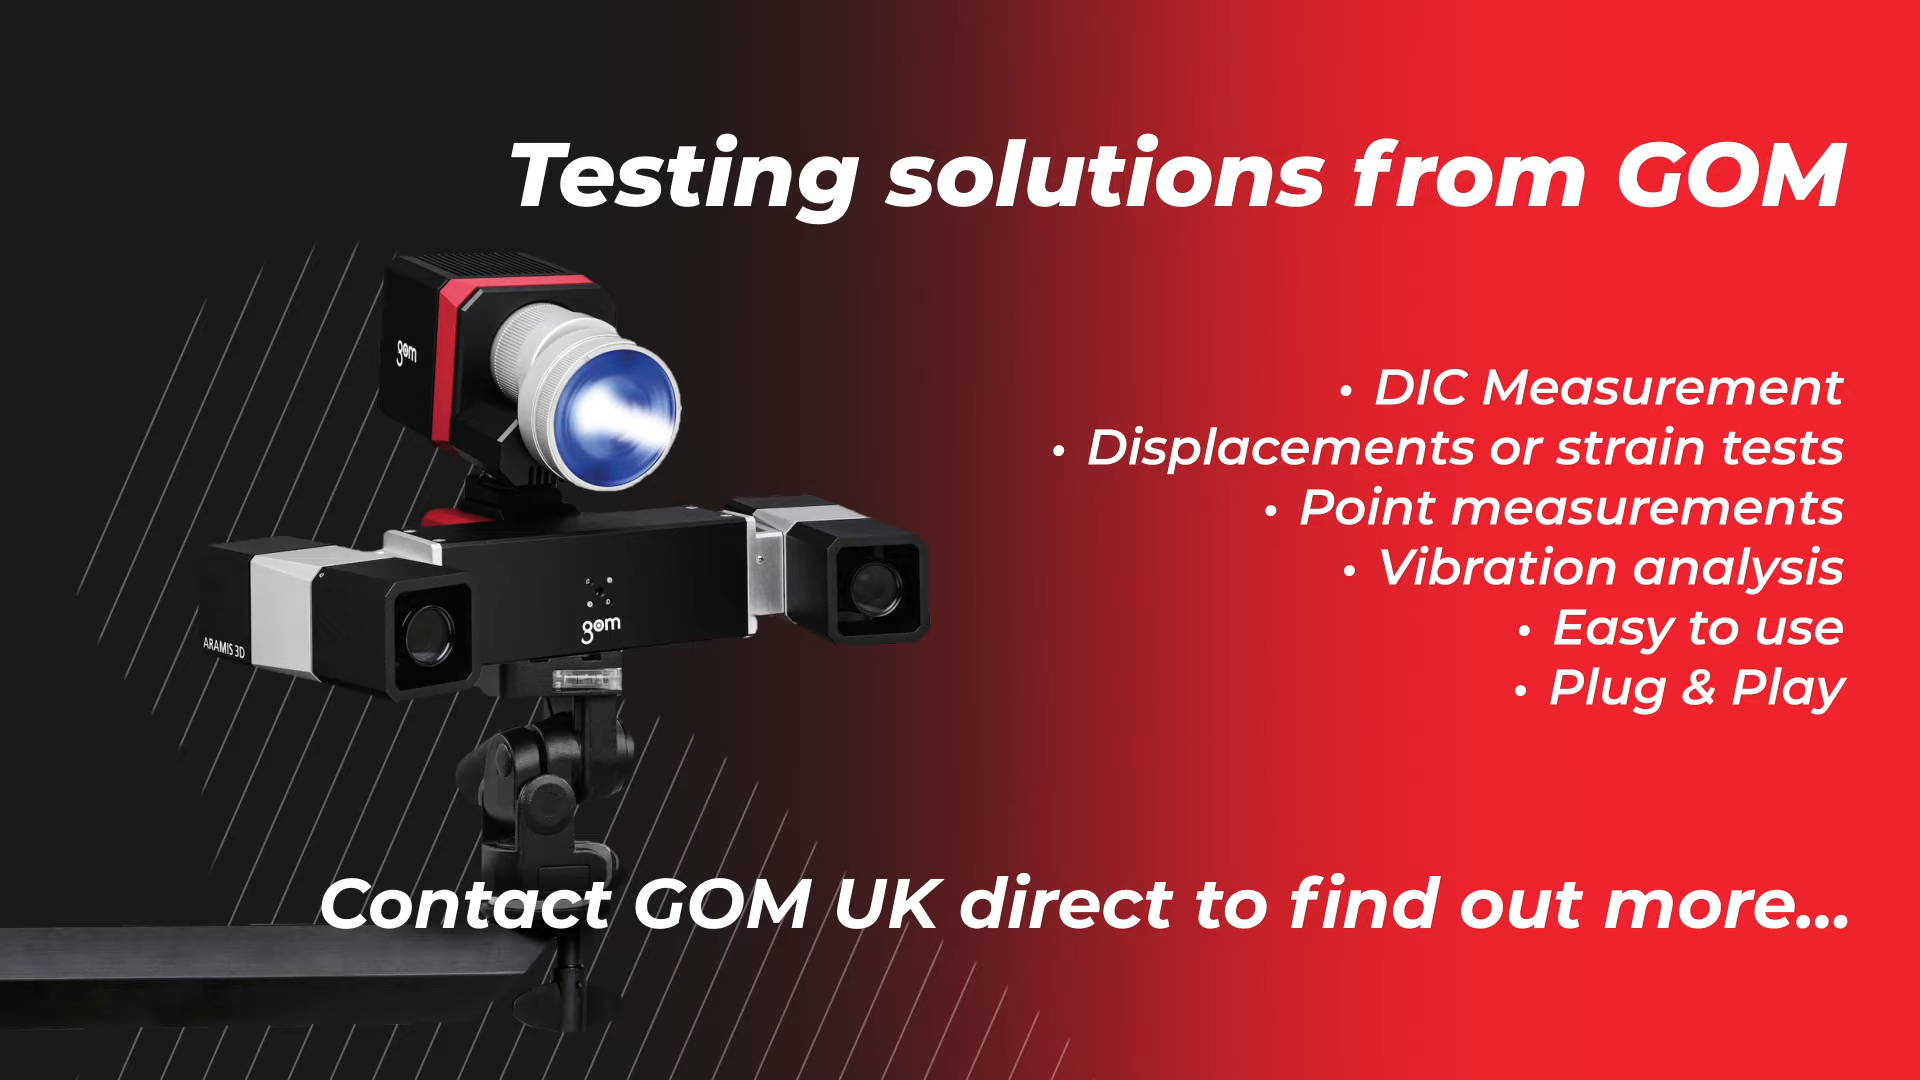 Testing solutions from GOM
gom
• DIC Measurement
• Displacements or strain tests
• Point measurements
• Vibration analysis
• Easy to use
• Plug & Play
gom
ARAMIS 3D
Contact GOM UK direct to find out more...